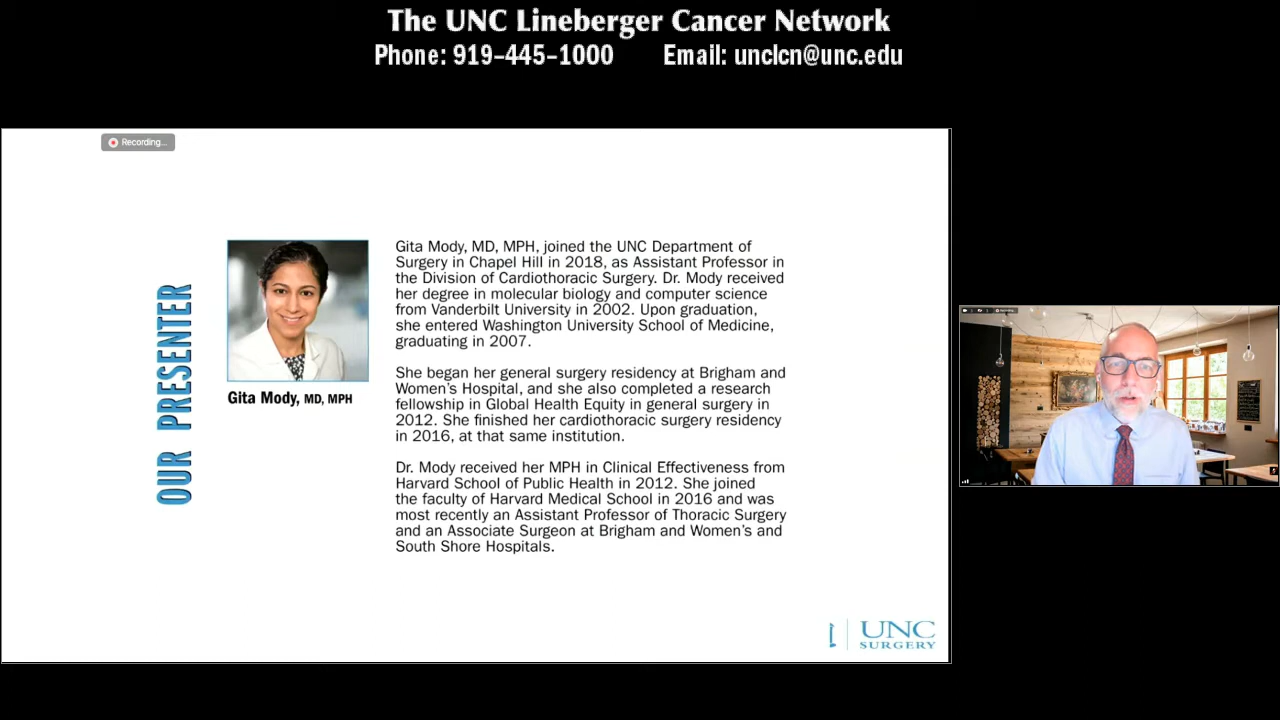 The UNC Lineberger Cancer Network
Phone: 919-445-1000 Email: unclcn@unc.edu
Recording...
OUR PRESENTER
Gita Mody, MD, MPH
Gita Mody, MD, MPH, joined the UNC Department of
Surgery in Chapel Hill in 2018, as Assistant Professor in
the Division of Cardiothoracic Surgery. Dr. Mody received
her degree in molecular biology and computer science
from Vanderbilt University in 2002. Upon graduation,
she entered Washington University School of Medicine,
graduating in 2007.
She began her general surgery residency at Brigham and
Women's Hospital, and she also completed a research
fellowship in Global Health Equity in general surgery in
2012. She finished her cardiothoracic surgery residency
in 2016, at that same institution.
Dr. Mody received her MPH in Clinical Effectiveness from
Harvard School of Public Health in 2012. She joined
the faculty of Harvard Medical School in 2016 and was
most recently an Assistant Professor of Thoracic Surgery
and an Associate Surgeon at Brigham and Women's and
South Shore Hospitals.
UNC
SURGERY